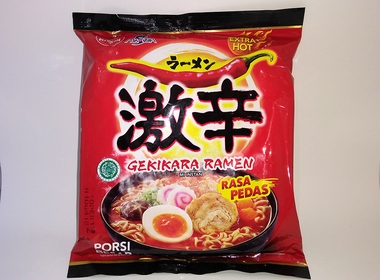 EXTRA HOT
ラーメン
激辛
GEKIKARA RAMEN
RASA
PEDAS
PORSI